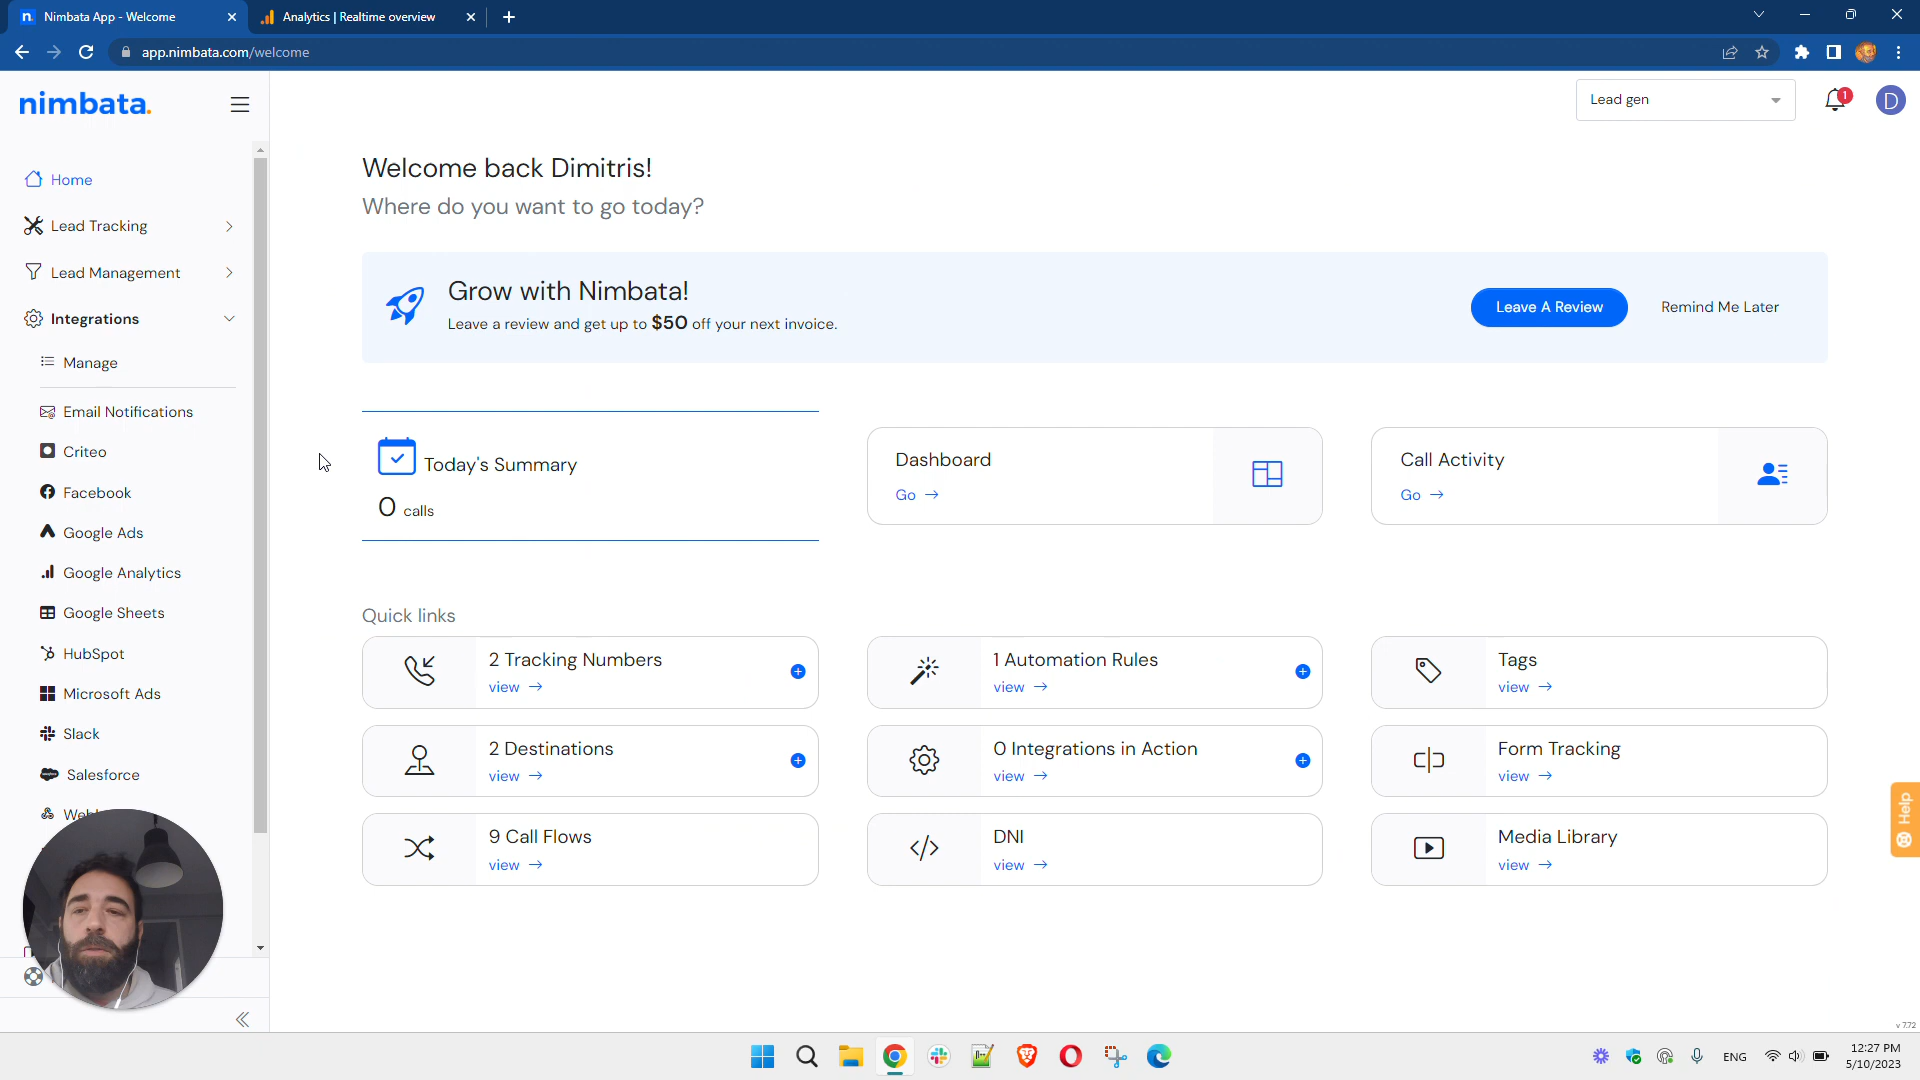 Nimbata App - Welcome
Analytics | Realtime overview
app.nimbata.com/welcome
nimbata.
Lead gen
1
D
Home
Lead Tracking
Lead Management
Integrations
Manage
Email Notifications
Criteo
Facebook
Google Ads
Google Analytics
Google Sheets
HubSpot
Microsoft Ads
Slack
Salesforce
Welcome back Dimitris!
Where do you want to go today?
Grow with Nimbata!
Leave a review and get up to $50 off your next invoice.
Leave A Review
Remind Me Later
Today's Summary
0 calls
Dashboard
Go →
Call Activity
Go →
Quick links
2 Tracking Numbers
view →
1 Automation Rules
view →
Tags
view →
2 Destinations
view →
0 Integrations in Action
view →
Form Tracking
view →
9 Call Flows
view →
DNI
view →
Media Library
view →
Help
v 7.72
ENG
12:27 PM
5/10/2023